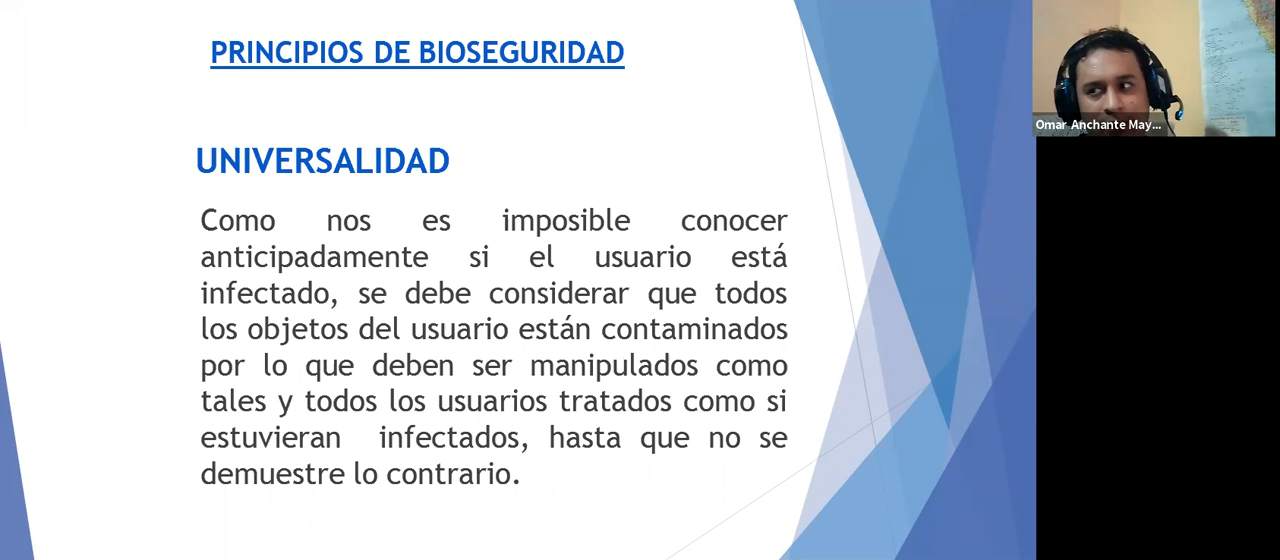 PRINCIPIOS DE BIOSEGURIDAD
Omar Anchante May...
UNIVERSALIDAD
Como nos es imposible conocer
anticipadamente si el usuario está
infectado, se debe considerar que todos
los objetos del usuario están contaminados
por lo que deben ser manipulados como
tales y todos los usuarios tratados como si
estuvieran infectados, hasta que no se
demuestre lo contrario.